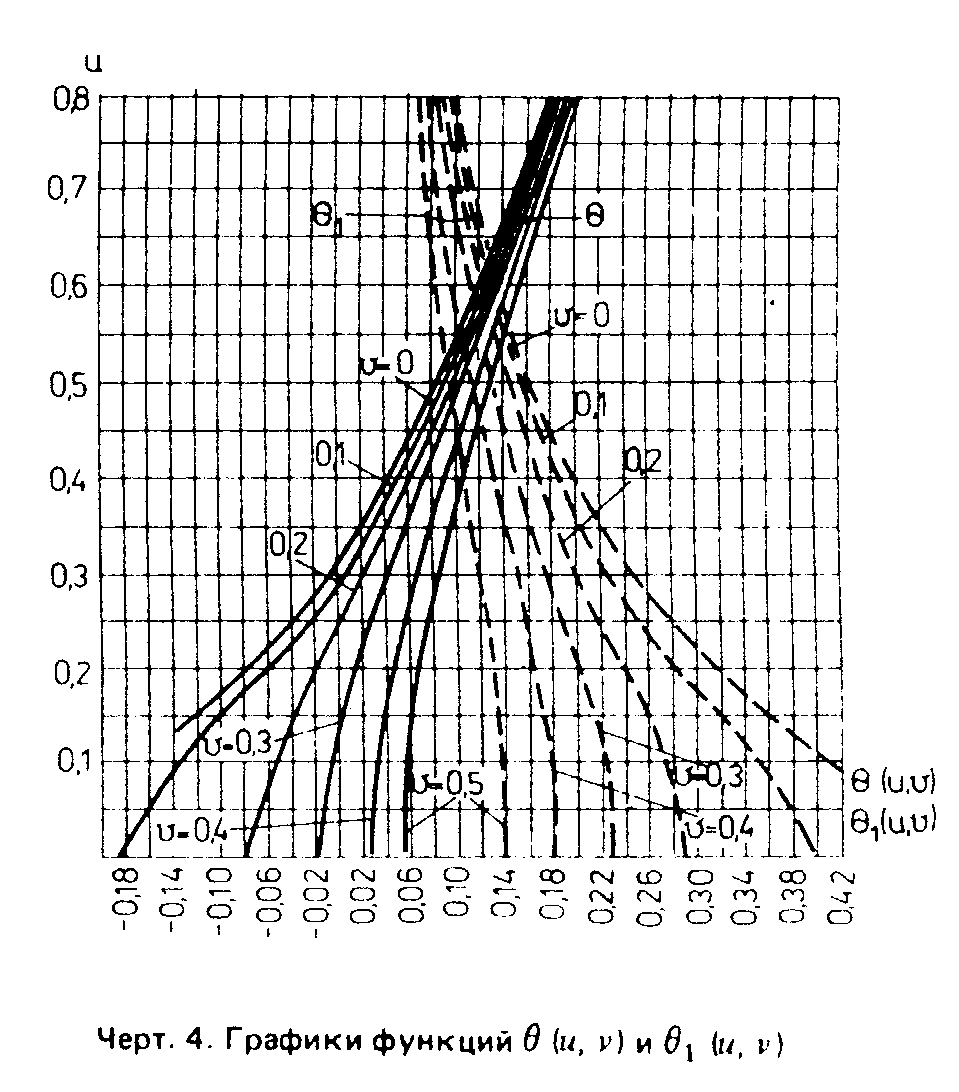 u
0,8
0,7
Θ₁
Θ
0,6
υ=0
υ=0
0,5
0,1
0,1
0,2
0,4
0,2
0,3
0,2
υ=0,3
0,1
υ=0,5
υ=0,3
Θ (u,υ)
υ=0,4
υ=0,4
Θ₁(u,υ)
-0,18 -0,14 -0,10 -0,06 -0,02 0,02 0,06 0,10 0,14 0,18 0,22 0,26 0,30 0,34 0,38 0,42
Черт. 4. Графики функций θ (u, ν) и θ₁ (u, ν)